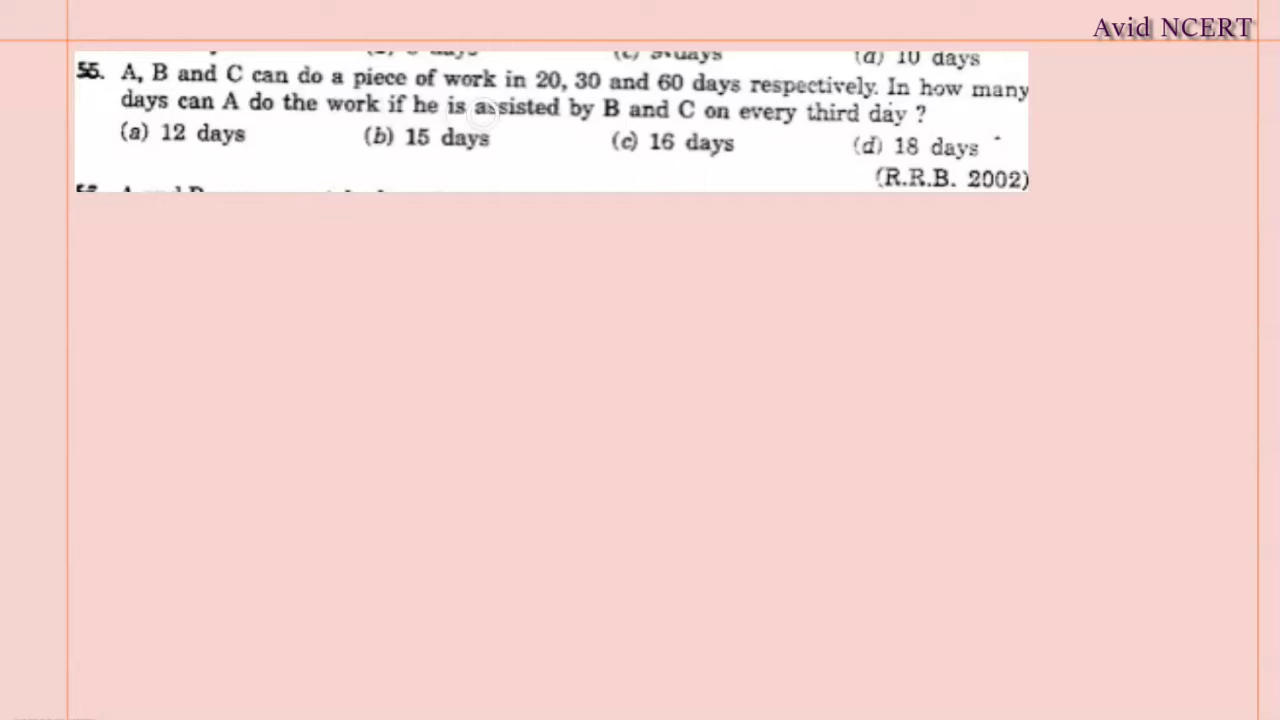 Avid NCERT
(d) 10 days
55. A, B and C can do a piece of work in 20, 30 and 60 days respectively. In how many
days can A do the work if he is assisted by B and C on every third day ?
(a) 12 days (b) 15 days (c) 16 days (d) 18 days
(R.R.B. 2002)